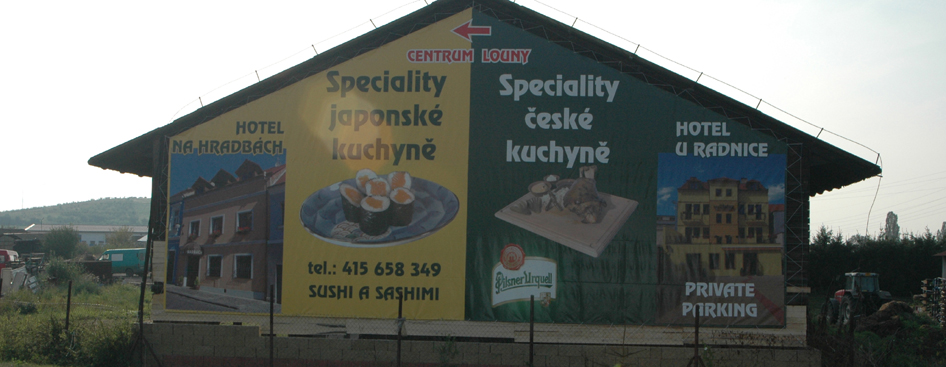 CENTRUM LOUNY
Speciality
japonské
kuchyně
HOTEL
NA HRADBÁCH
tel.: 415 658 349
SUSHI A SASHIMI
Speciality
české
kuchyně
HOTEL
U RADNICE
Pilsner Urquell
PRIVATE
PARKING